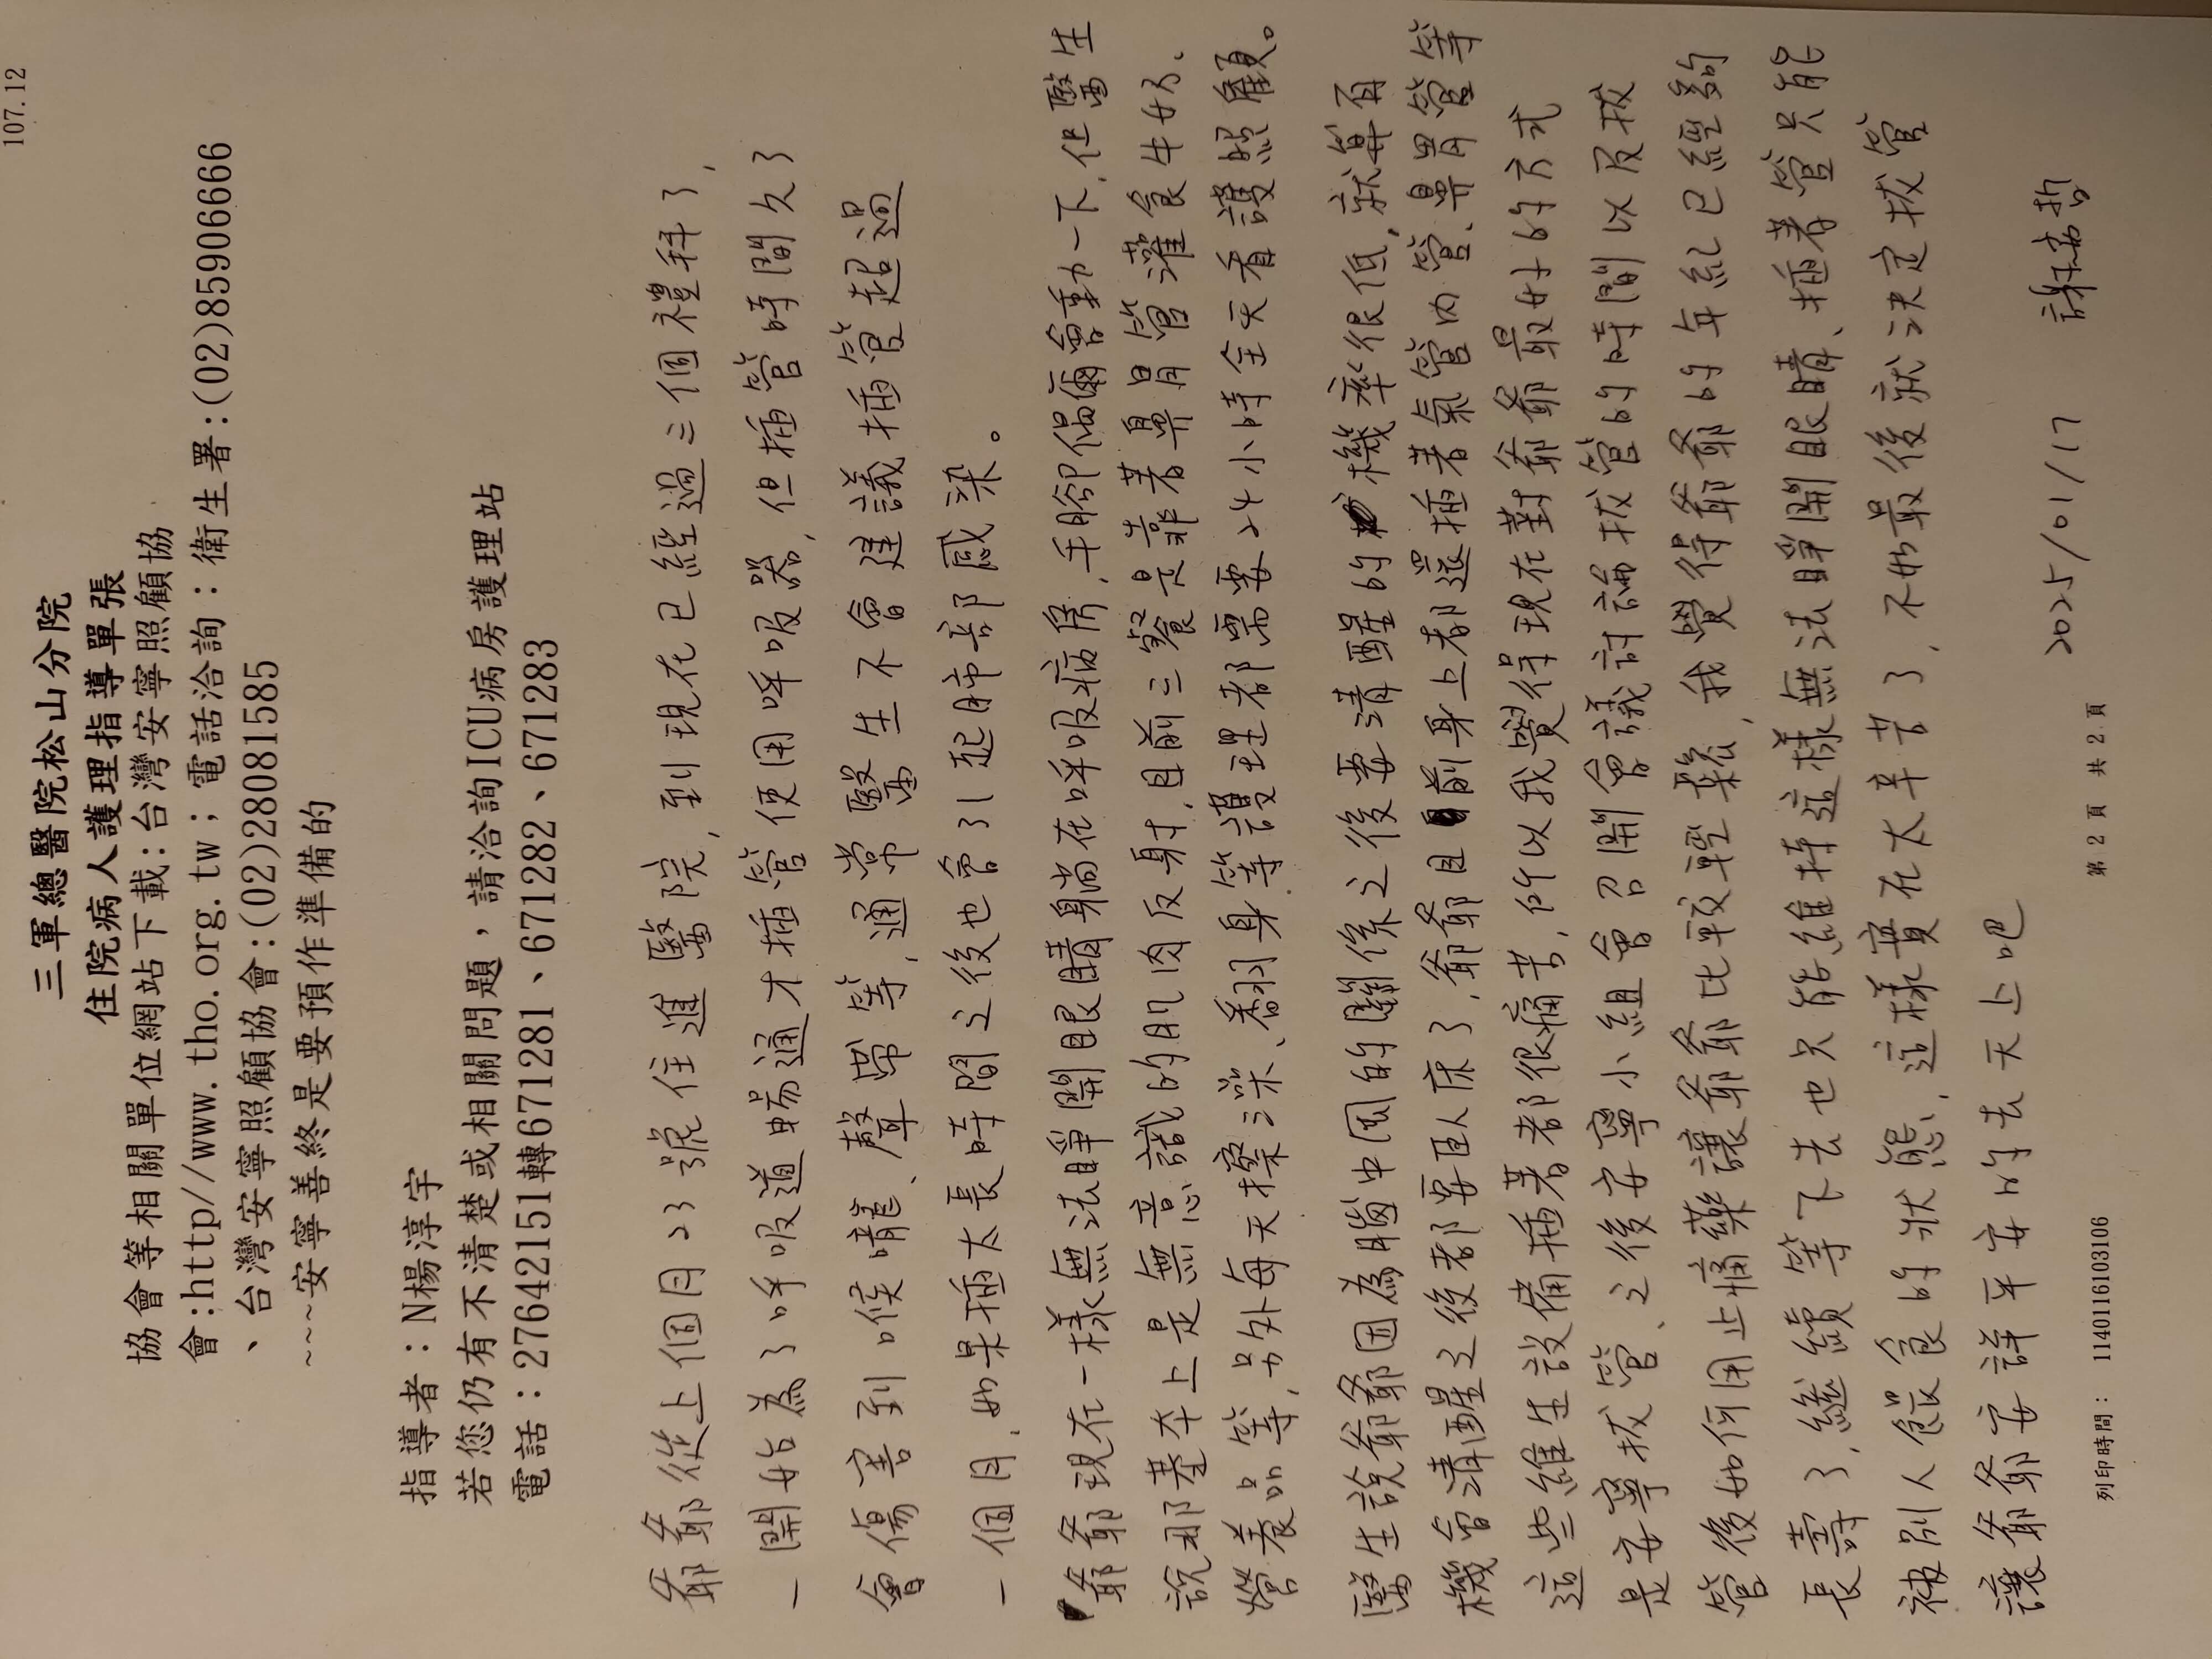 107.12
三軍總醫院松山分院
住院病人護理指導單張
協會等相關單位網站下載:台灣安寧照顧協
會:http//www.tho.org.tw；電話洽詢：衛生署:(02)85906666
、台灣安寧照顧協會:(02)28081585
~~~安寧善終是要預作準備的
指導者：N楊淳宇
若您仍有不清楚或相關問題，請洽詢ICU病房護理站
電話：27642151轉671281、671282、671283
爺爺從上個月23號住進醫院,到現在已經過三個禮拜了,
一開始為了呼吸道暢通才插管使用呼吸器,但插管時間久了
會傷害到喉嚨、聲帶等,通常醫生不會建議插管超過
一個月,如果插太長時間之後也會引起肺部感染。
爺爺現在一樣無法睜開眼睛躺在呼吸病房,手腳偶爾會動一下,但醫生
說那基本上是無意識的肌肉反射,目前三餐是靠著鼻胃管灌食牛奶、
營養品等,另外每天擦澡、翻身等護理都需要24小時全天看護照顧。
醫生說爺爺因為腦中風的關係之後要清醒的機率很低,就算有
機會清醒之後都要臥床了,爺爺目前身上都還插著氣管內管、鼻胃管等
這些維生設備插著都很痛苦,所以我覺得現在對爺爺最好的方式
是安寧拔管、之後安寧小組會召開會議討論拔管的時間以及拔
管後如何用止痛藥讓爺爺比較輕鬆,我覺得爺爺的年紀已經夠
長壽了,繼續等下去也只能維持這樣無法睜開眼睛、插著管只能
被別人餵食的狀態,這樣實在太辛苦了,不如最後就決定拔管
讓爺爺安詳平安的去天上吧
2025/01/17 謝 哲
列印時間： 1140116103106
第 2 頁 共 2 頁